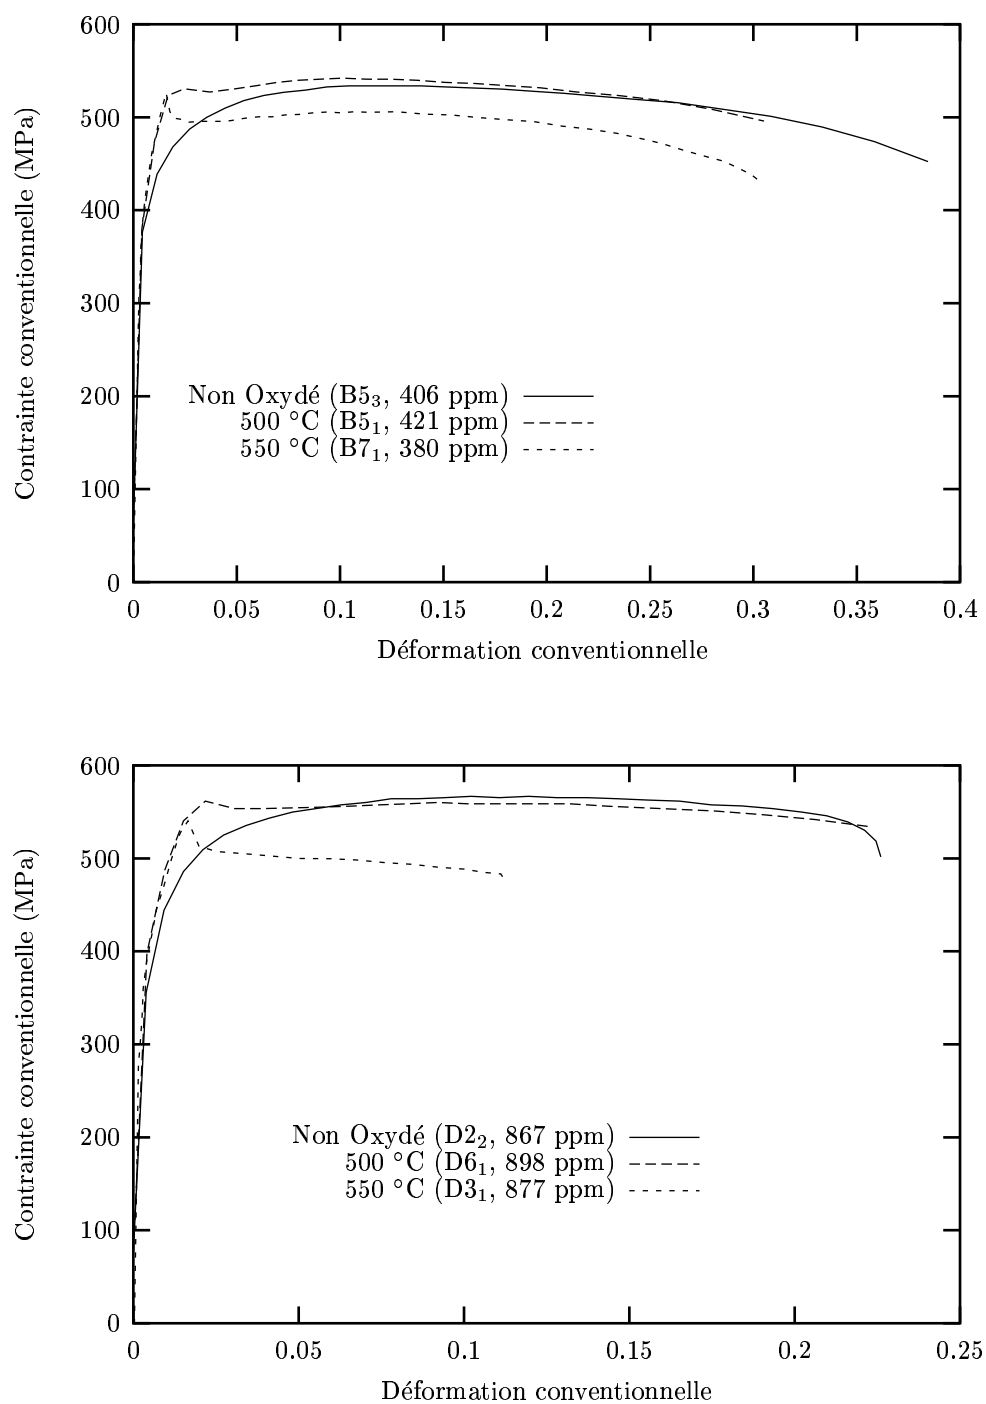 600
500
400
300
200
100
0
Contrainte conventionnelle (MPa)
Non Oxydé (B5₃, 406 ppm)
500 °C (B5₁, 421 ppm)
550 °C (B7₁, 380 ppm)
0 0.05 0.1 0.15 0.2 0.25 0.3 0.35 0.4
Déformation conventionnelle
600
500
400
300
200
100
0
Contrainte conventionnelle (MPa)
Non Oxydé (D2₂, 867 ppm)
500 °C (D6₁, 898 ppm)
550 °C (D3₁, 877 ppm)
0 0.05 0.1 0.15 0.2 0.25
Déformation conventionnelle